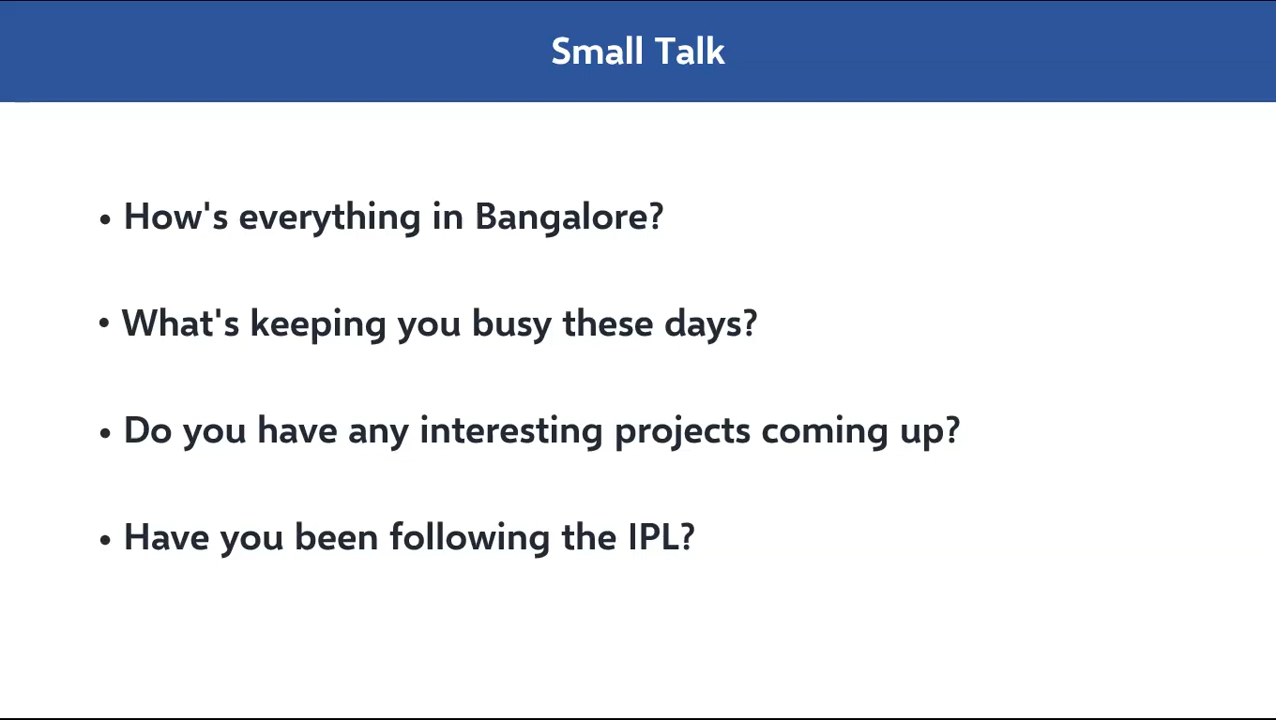 Small Talk
• How's everything in Bangalore?
• What's keeping you busy these days?
• Do you have any interesting projects coming up?
• Have you been following the IPL?